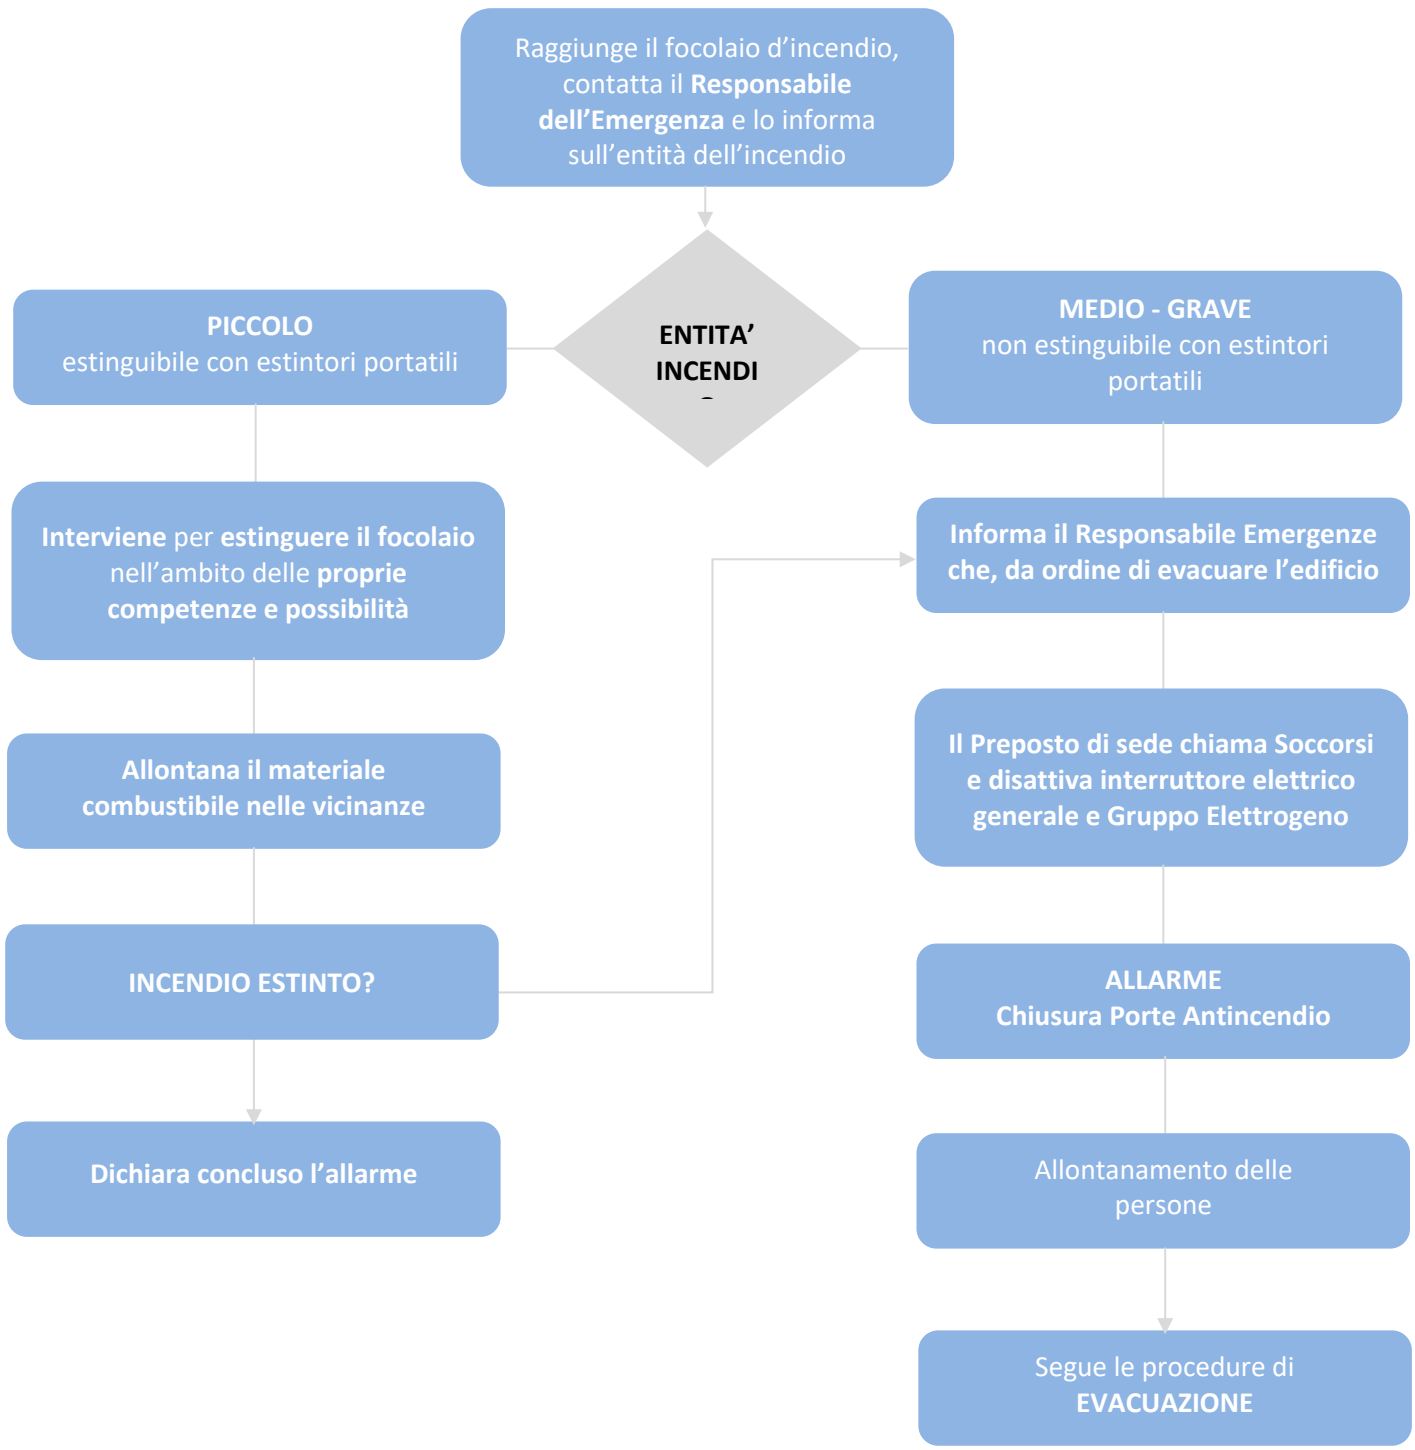 Raggiunge il focolaio d’incendio,
contatta il Responsabile
dell’Emergenza e lo informa
sull’entità dell’incendio
ENTITA’
INCENDI
PICCOLO
estinguibile con estintori portatili
Interviene per estinguere il focolaio
nell’ambito delle proprie
competenze e possibilità
Allontana il materiale
combustibile nelle vicinanze
INCENDIO ESTINTO?
Dichiara concluso l’allarme
MEDIO - GRAVE
non estinguibile con estintori
portatili
Informa il Responsabile Emergenze
che, da ordine di evacuare l’edificio
Il Preposto di sede chiama Soccorsi
e disattiva interruttore elettrico
generale e Gruppo Elettrogeno
ALLARME
Chiusura Porte Antincendio
Allontanamento delle
persone
Segue le procedure di
EVACUAZIONE